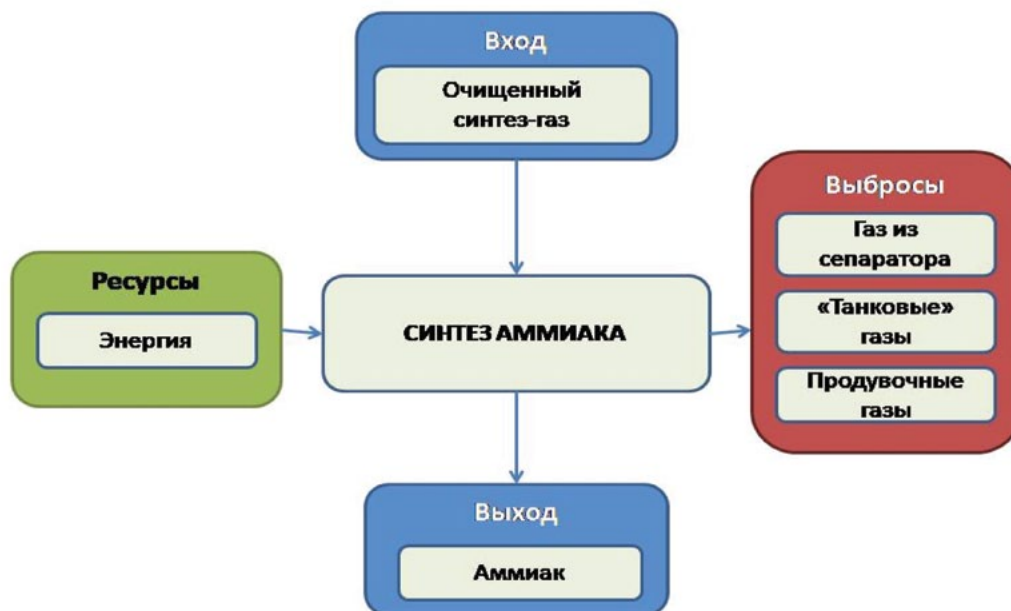 Вход
Очищенный
синтез-газ
Выбросы
Газ из
сепаратора
«Танковые»
газы
Продувочные
газы
Ресурсы
Энергия
СИНТЕЗ АММИАКА
Выход
Аммиак